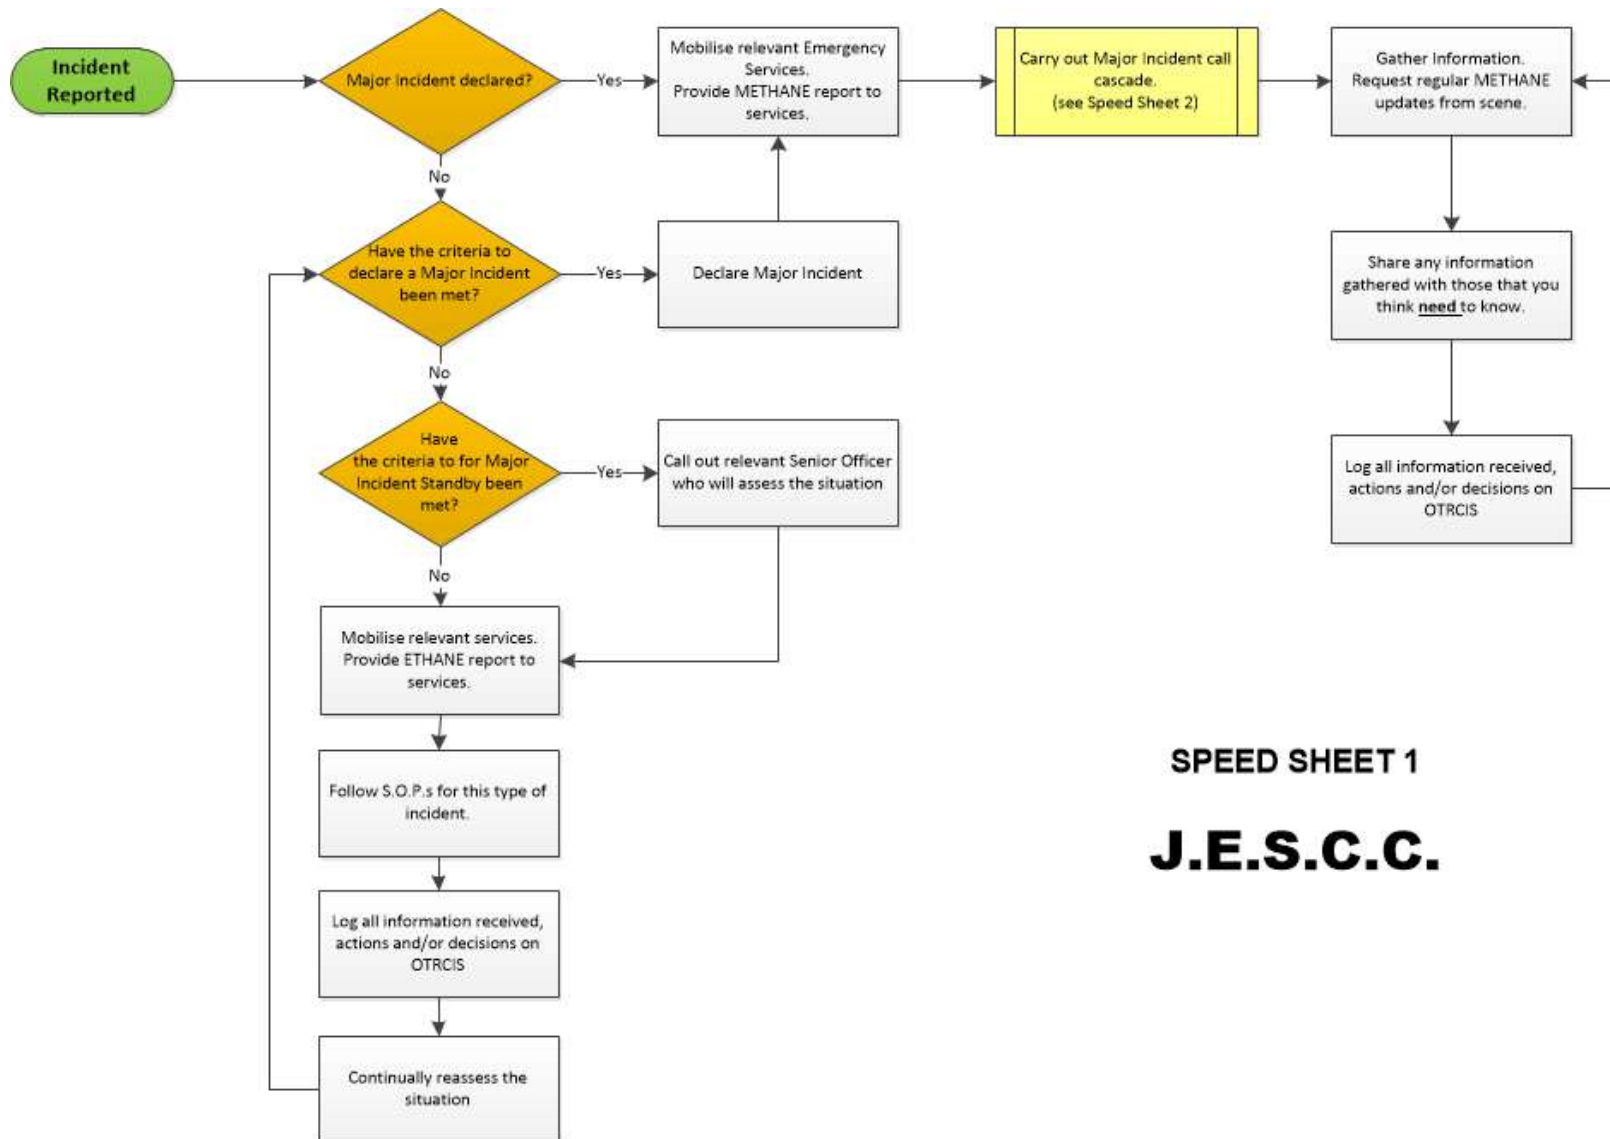 Incident
Reported
Major Incident declared?
Yes
Mobilise relevant Emergency
Services.
Provide METHANE report to
services.
Carry out Major Incident call
cascade.
(see Speed Sheet 2)
Gather Information.
Request regular METHANE
updates from scene.
No
Have the criteria to
declare a Major Incident
been met?
Yes
Declare Major Incident
Share any information
gathered with those that you
think need to know.
No
Have
the criteria to for Major
Incident Standby been
met?
Yes
Call out relevant Senior Officer
who will assess the situation
Log all information received,
actions and/or decisions on
OTRCIS
No
Mobilise relevant services.
Provide ETHANE report to
services.
Follow S.O.P.s for this type of
incident.
Log all information received,
actions and/or decisions on
OTRCIS
Continually reassess the
situation
SPEED SHEET 1
J.E.S.C.C.